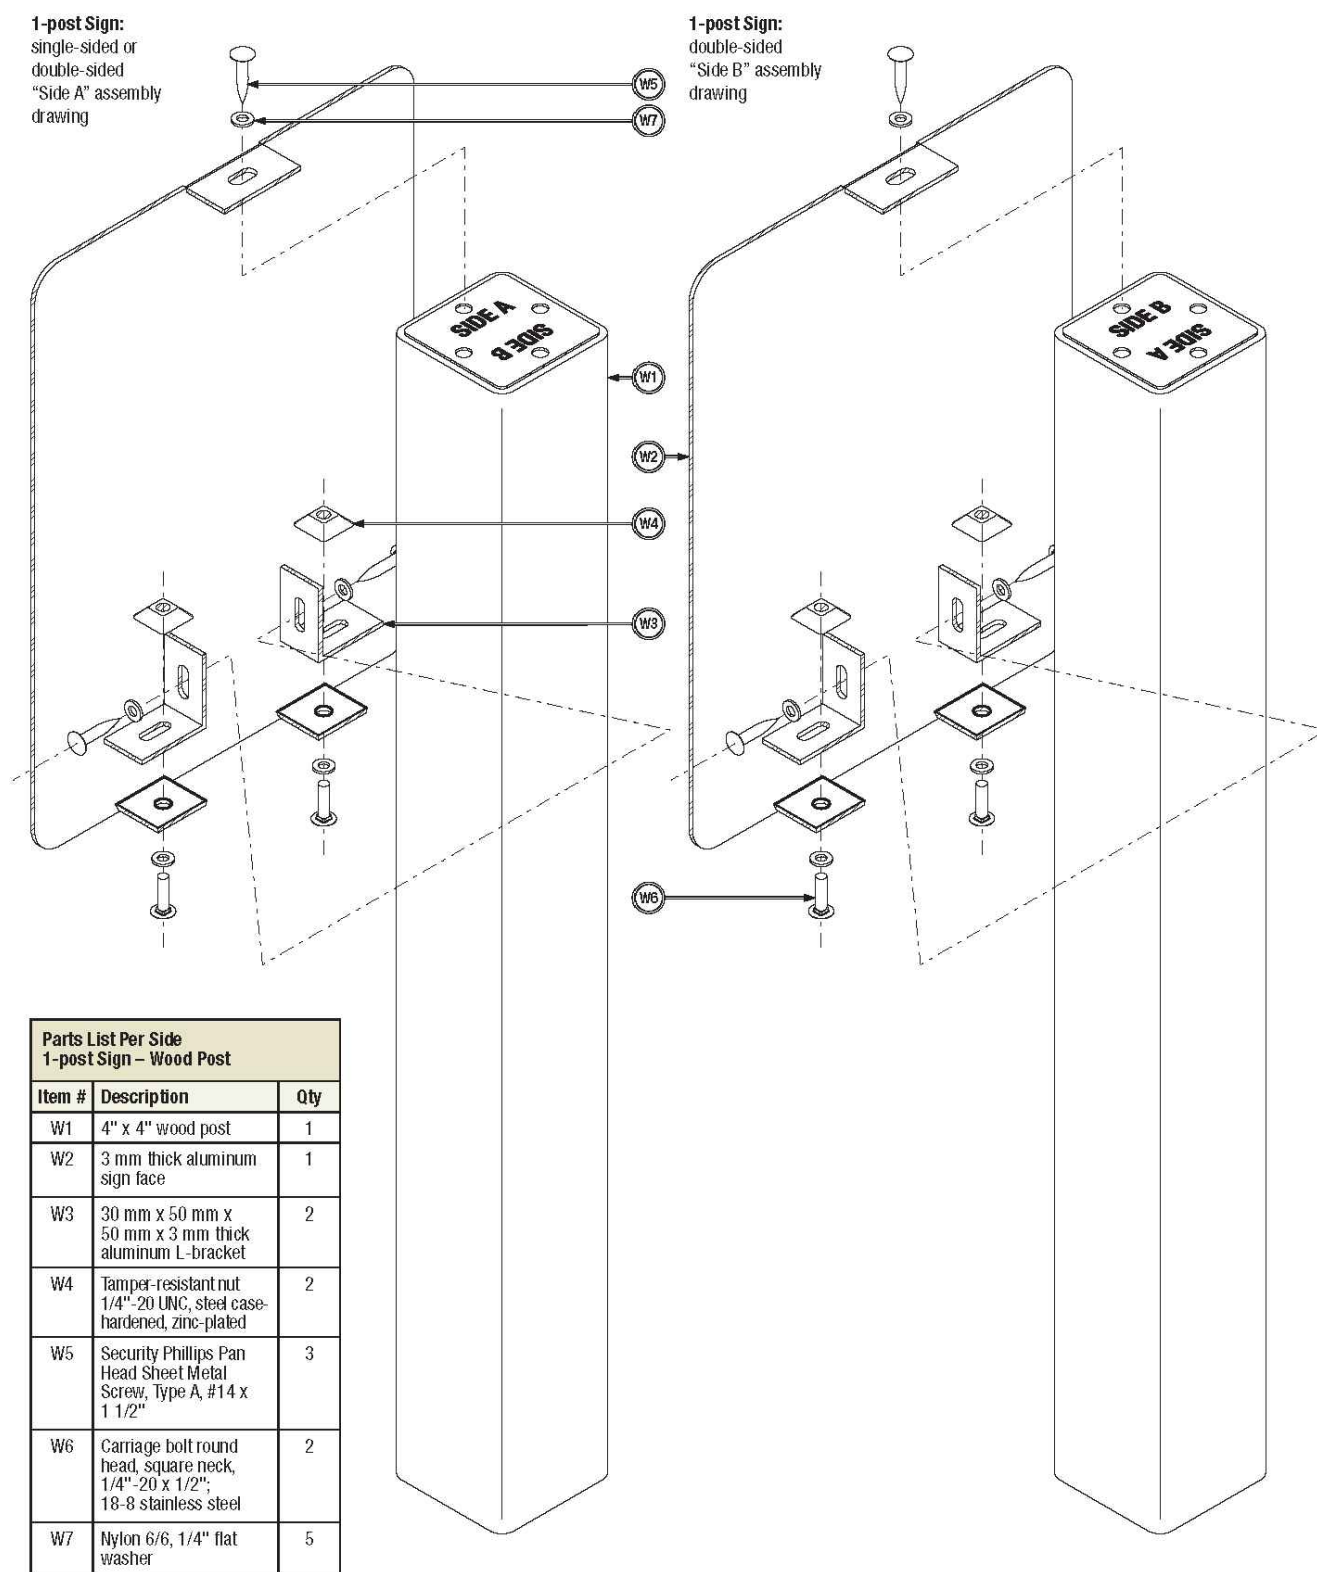 1-post Sign:
single-sided or
double-sided
“Side A” assembly
drawing
1-post Sign:
double-sided
“Side B” assembly
drawing
W5
W7
SIDE A
SIDE B
SIDE B
SIDE A
W1
W2
W4
W3
W6
Parts List Per Side
1-post Sign – Wood Post
Item # Description Qty
W1 4" x 4" wood post 1
W2 3 mm thick aluminum 1
sign face
W3 30 mm x 50 mm x 2
50 mm x 3 mm thick
aluminum L-bracket
W4 Tamper-resistant nut 2
1/4"-20 UNC, steel case-
hardened, zinc-plated
W5 Security Phillips Pan 3
Head Sheet Metal
Screw, Type A, #14 x
1 1/2"
W6 Carriage bolt round 2
head, square neck,
1/4"-20 x 1/2";
18-8 stainless steel
W7 Nylon 6/6, 1/4" flat 5
washer